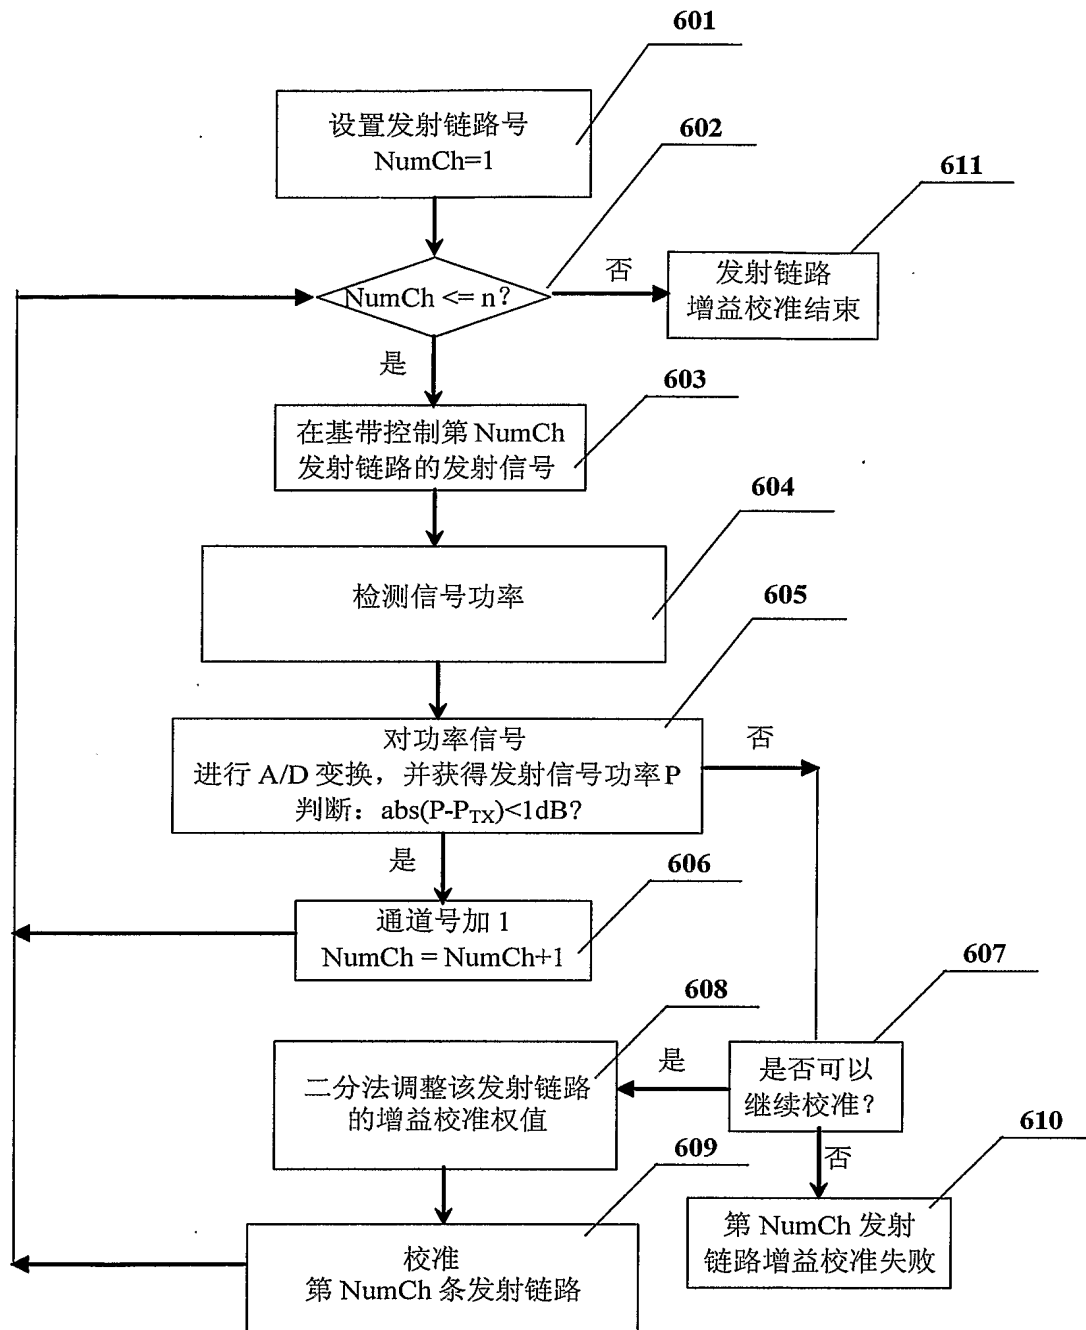 601
设置发射链路号
NumCh=1
602
611
否
发射链路
增益校准结束
NumCh <= n?
是
603
在基带控制第 NumCh
发射链路的发射信号
604
检测信号功率
605
对功率信号
进行 A/D 变换，并获得发射信号功率P
判断：abs(P-PTX)<1dB?
否
是
606
通道号加 1
NumCh = NumCh+1
607
608
是
是否可以
继续校准？
二分法调整该发射链路
的增益校准权值
610
否
609
第 NumCh 发射
链路增益校准失败
校准
第 NumCh 条发射链路